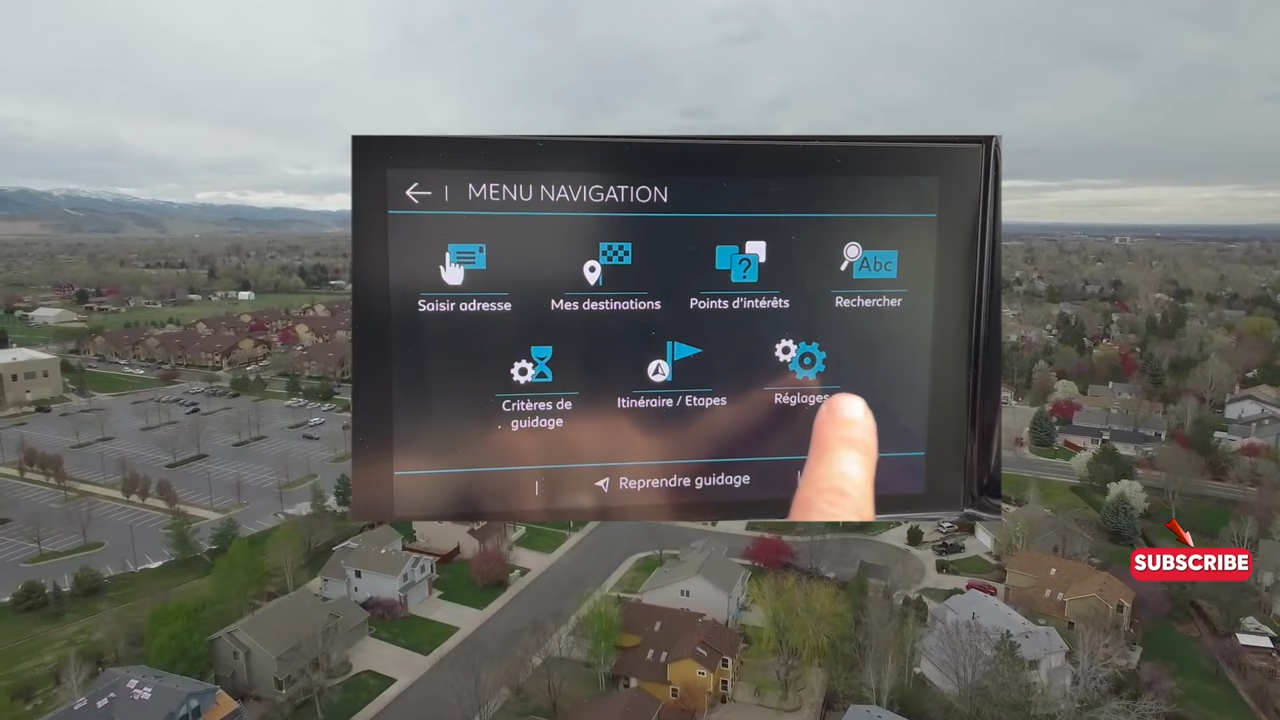 MENU NAVIGATION
Saisir adresse
Mes destinations
Points d'intérêts
Abc
Rechercher
Critères de
guidage
Itinéraire / Etapes
Réglages
Reprendre guidage
SUBSCRIBE